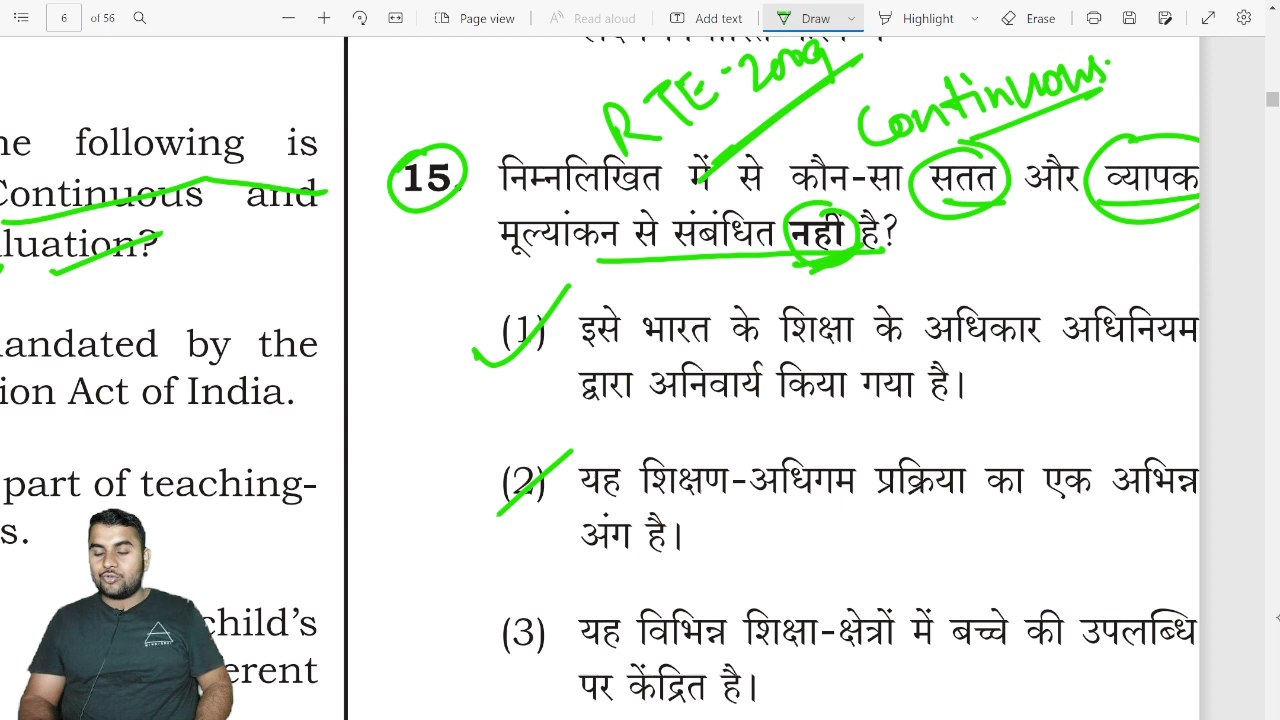 6 of 56 Page view Read aloud Add text Draw Highlight Erase
RTE-2009
Continuous
ne following is
Continuous and
aluation?
andated by the
ion Act of India.
part of teaching-
s.
child's
erent
15. निम्नलिखित में से कौन-सा सतत और व्यापक
मूल्यांकन से संबंधित नहीं है?
(1) इसे भारत के शिक्षा के अधिकार अधिनियम
द्वारा अनिवार्य किया गया है।
(2) यह शिक्षण-अधिगम प्रक्रिया का एक अभिन्न
अंग है।
(3) यह विभिन्न शिक्षा-क्षेत्रों में बच्चे की उपलब्धि
पर केंद्रित है।